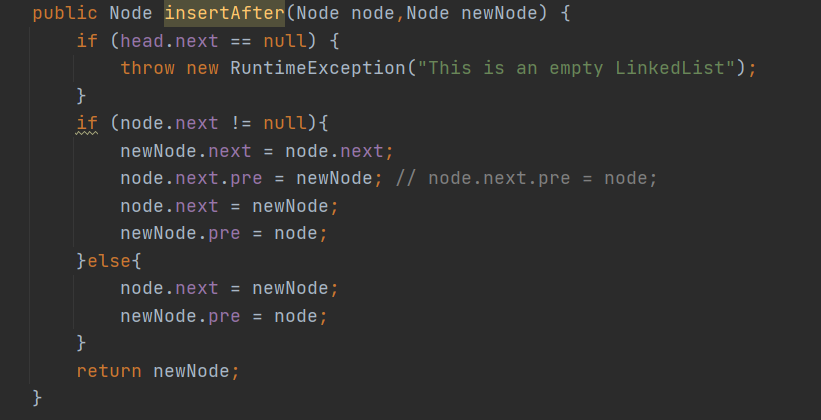 public Node insertAfter(Node node,Node newNode) {
if (head.next == null) {
throw new RuntimeException("This is an empty LinkedList");
}
if (node.next != null){
newNode.next = node.next;
node.next.pre = newNode; // node.next.pre = node;
node.next = newNode;
newNode.pre = node;
}else{
node.next = newNode;
newNode.pre = node;
}
return newNode;
}